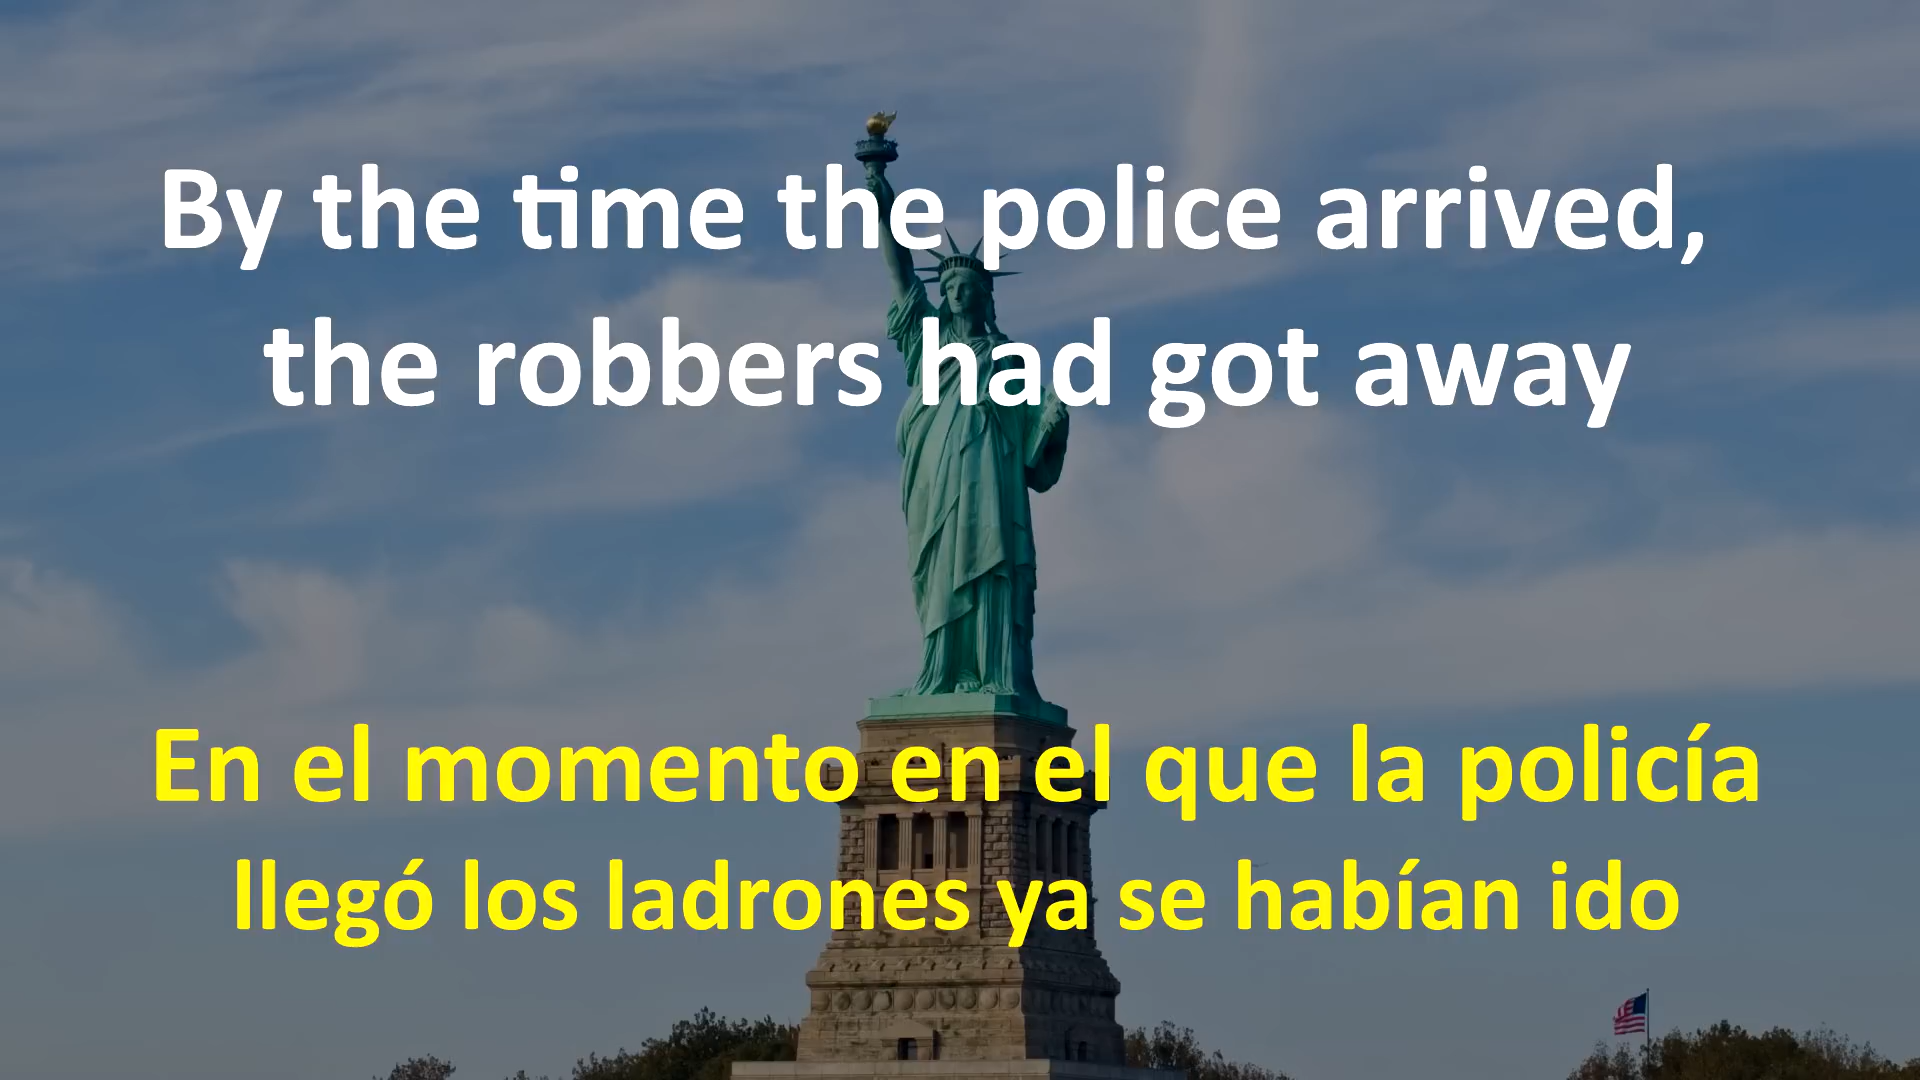 By the time the police arrived,
the robbers had got away
En el momento en el que la policía
llegó los ladrones ya se habían ido